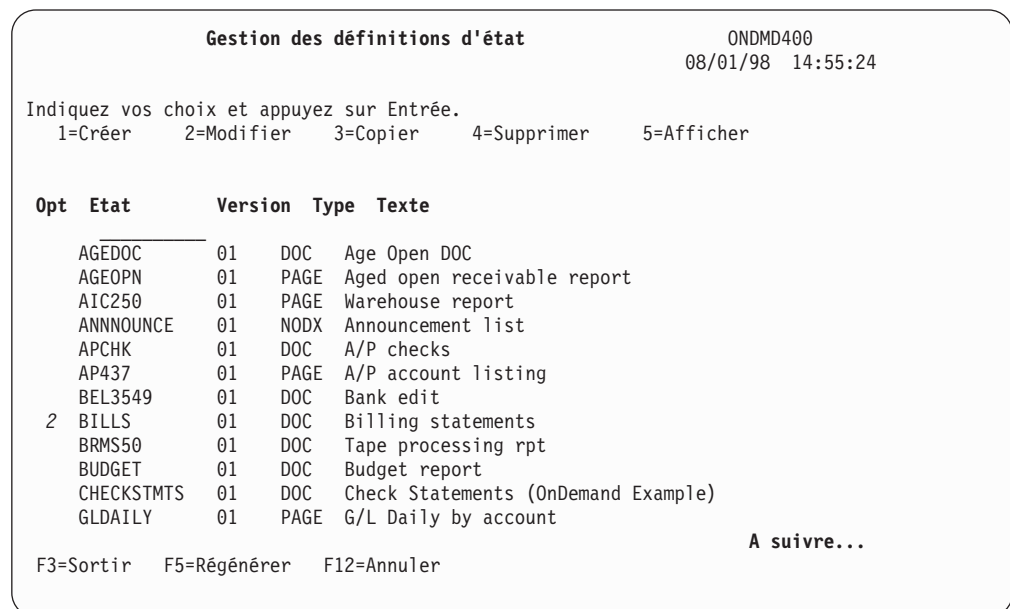 Gestion des définitions d'état ONDMD400
08/01/98 14:55:24
Indiquez vos choix et appuyez sur Entrée.
1=Créer 2=Modifier 3=Copier 4=Supprimer 5=Afficher
Opt Etat Version Type Texte
__________
AGEDOC 01 DOC Age Open DOC
AGEOPN 01 PAGE Aged open receivable report
AIC250 01 PAGE Warehouse report
ANNNOUNCE 01 NODX Announcement list
APCHK 01 DOC A/P checks
AP437 01 PAGE A/P account listing
BEL3549 01 DOC Bank edit
2 BILLS 01 DOC Billing statements
BRMS50 01 DOC Tape processing rpt
BUDGET 01 DOC Budget report
CHECKSTMTS 01 DOC Check Statements (OnDemand Example)
GLDAILY 01 PAGE G/L Daily by account
A suivre...
F3=Sortir F5=Régénérer F12=Annuler